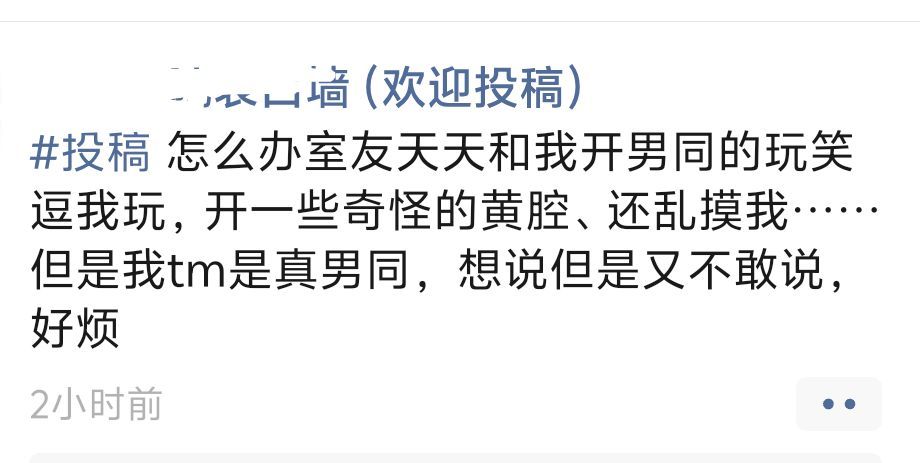 墙(欢迎投稿)
#投稿 怎么办室友天天和我开男同的玩笑
逗我玩，开一些奇怪的黄腔、还乱摸我……
但是我tm是真男同，想说但是又不敢说，
好烦
2小时前